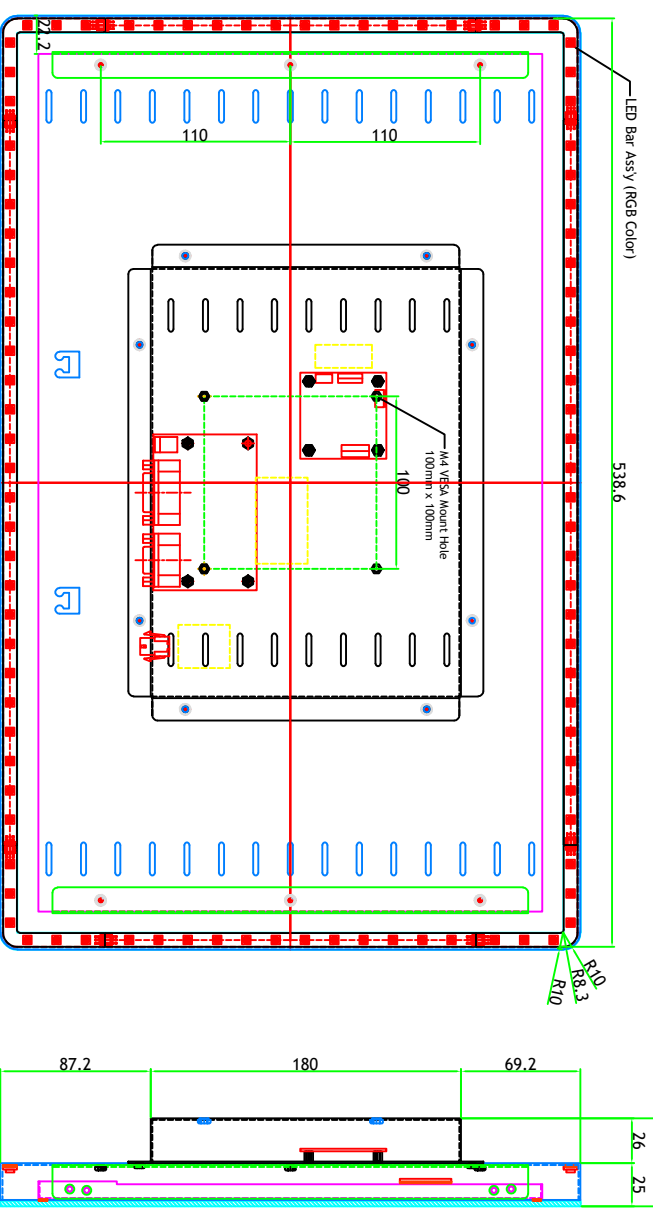 22.2
LED Bar Ass'y (RGB Color)
110
110
538.6
M4 VESA Mount Hole
100mm x 100mm
100
R10
R8.3
R10
87.2
180
69.2
26
25